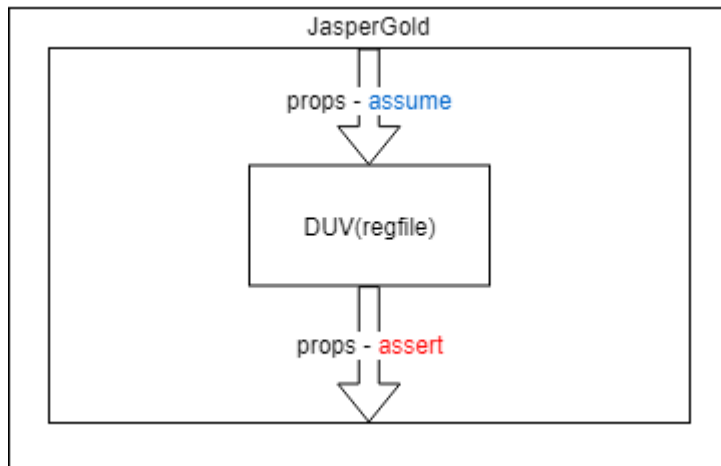 JasperGold
props - assume
DUV(regfile)
props - assert